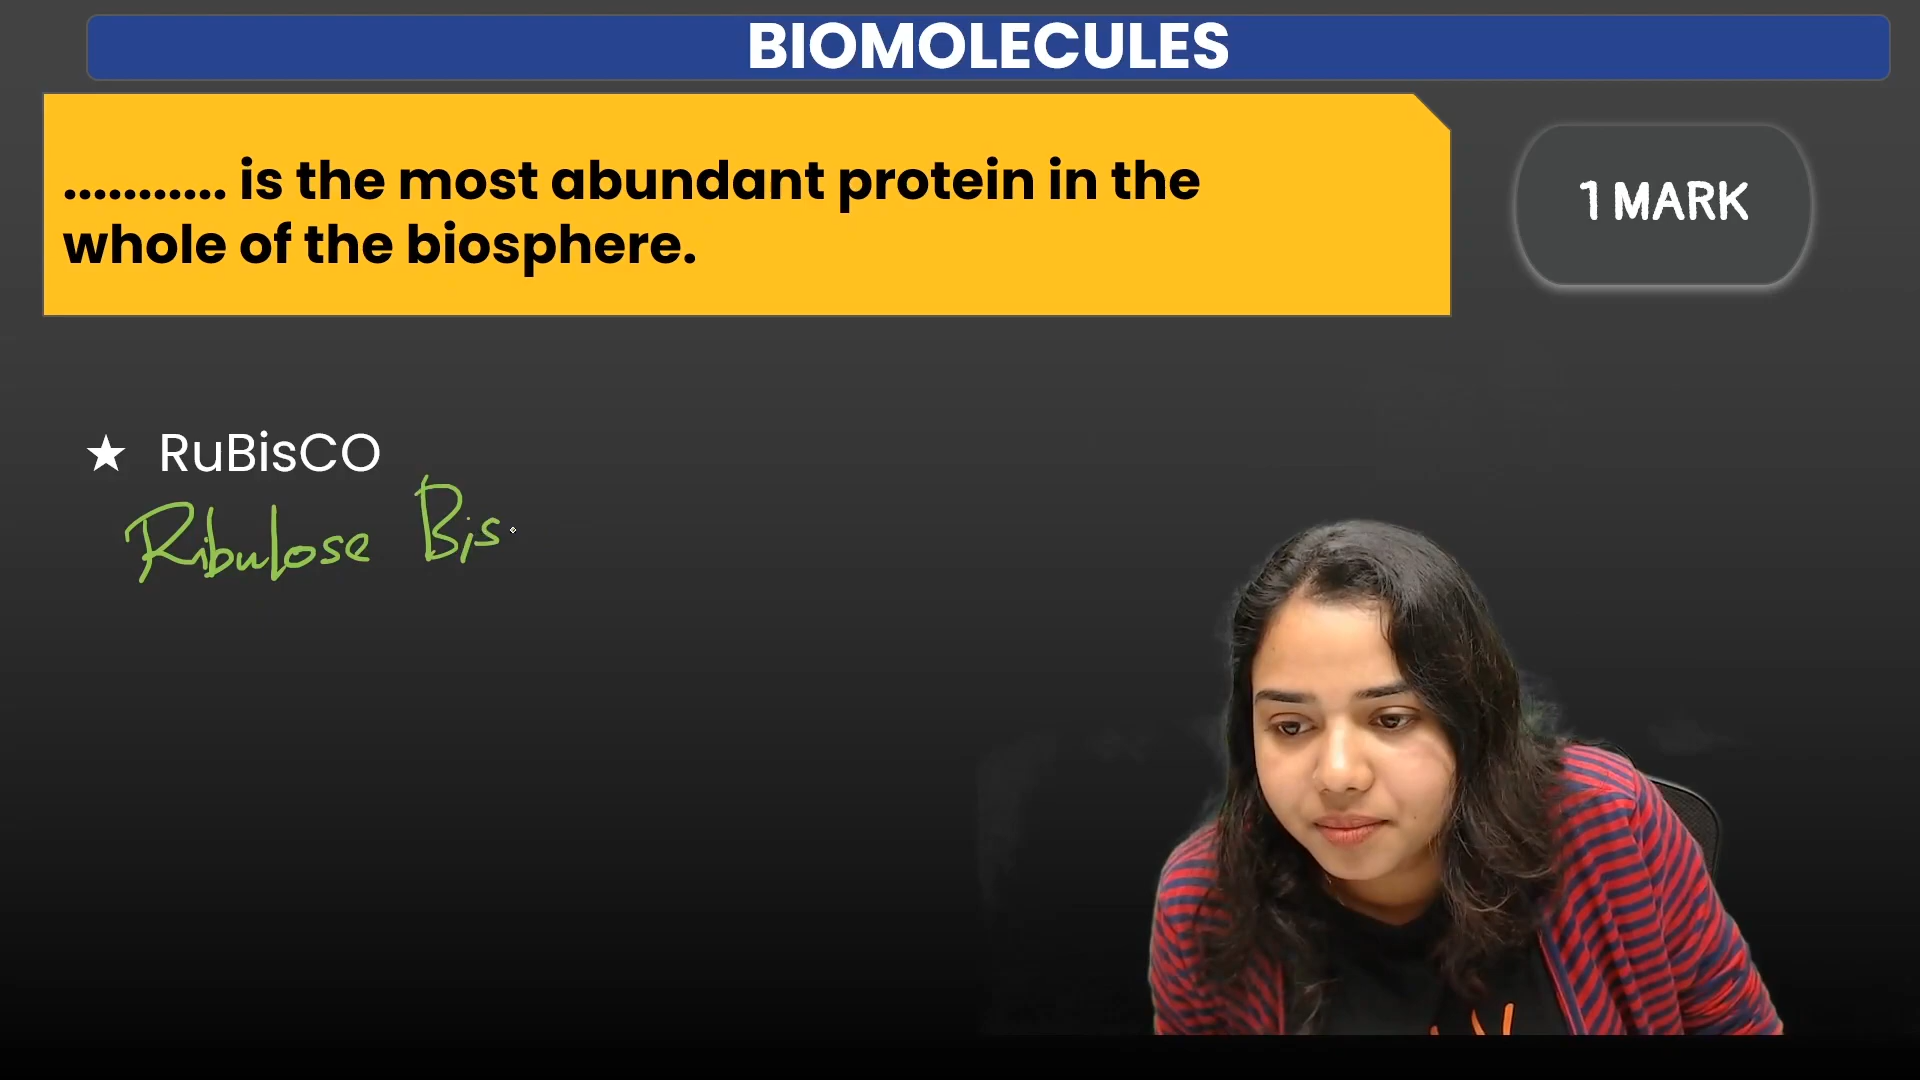 BIOMOLECULES
........... is the most abundant protein in the
whole of the biosphere.
1 MARK
★ RuBisCO
Ribulose Bis